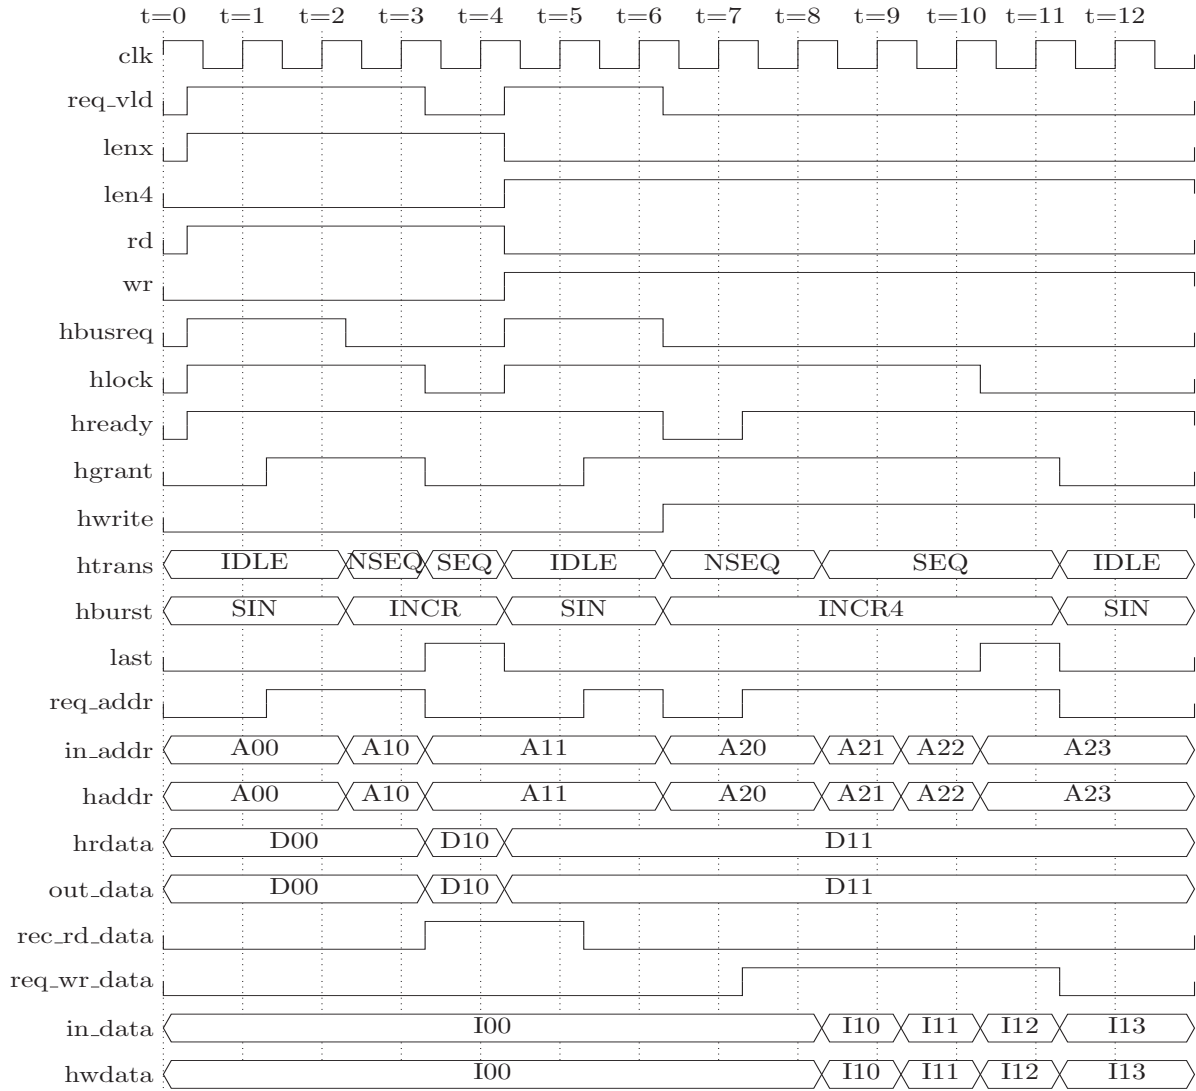 t=0 t=1 t=2 t=3 t=4 t=5 t=6 t=7 t=8 t=9 t=10 t=11 t=12
clk
req_vld
lenx
len4
rd
wr
hbusreq
hlock
hready
hgrant
hwrite
htrans IDLE NSEQ SEQ IDLE NSEQ SEQ IDLE
hburst SIN INCR SIN INCR4 SIN
last
req_addr
in_addr A00 A10 A11 A20 A21 A22 A23
haddr A00 A10 A11 A20 A21 A22 A23
hrdata D00 D10 D11
out_data D00 D10 D11
rec_rd_data
req_wr_data
in_data I00 I10 I11 I12 I13
hwdata I00 I10 I11 I12 I13